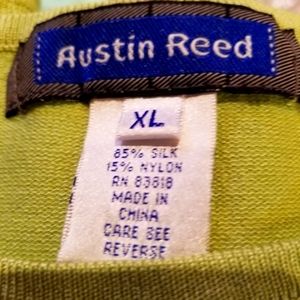 Austin Reed
XL
85% SILK
15% NYLON
RN 83818
MADE IN
CHINA
CARE SEE
REVERSE